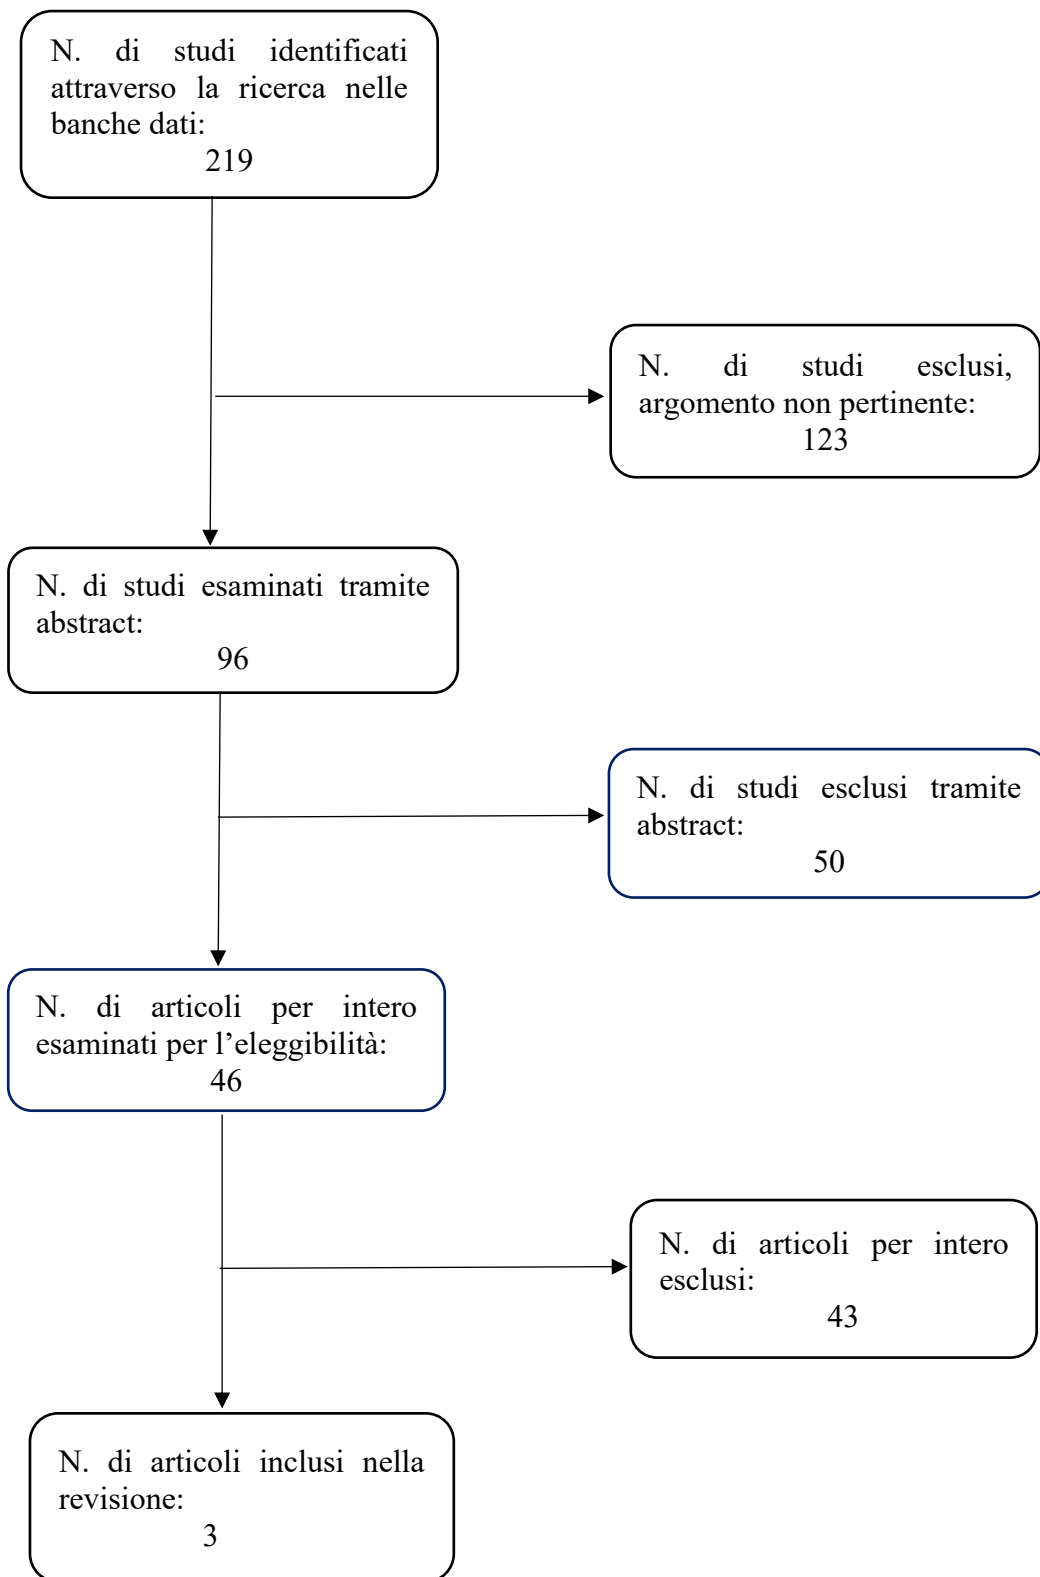 N. di studi identificati
attraverso la ricerca nelle
banche dati:
219
N. di studi esclusi,
argomento non pertinente:
123
N. di studi esaminati tramite
abstract:
96
N. di studi esclusi tramite
abstract:
50
N. di articoli per intero
esaminati per l’eleggibilità:
46
N. di articoli per intero
esclusi:
43
N. di articoli inclusi nella
revisione:
3